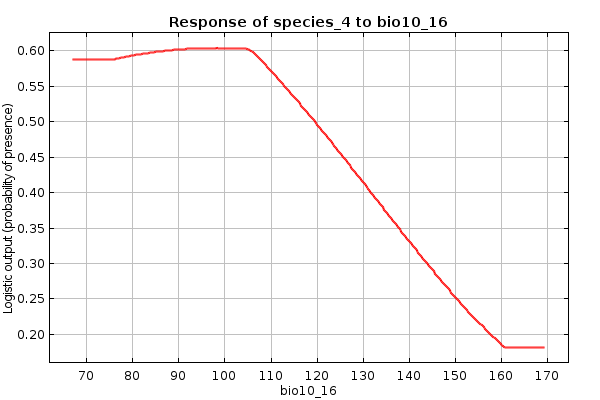 Response of species_4 to bio10_16
Logistic output (probability of presence)
0.60
0.55
0.50
0.45
0.40
0.35
0.30
0.25
0.20
70 80 90 100 110 120 130 140 150 160 170
bio10_16